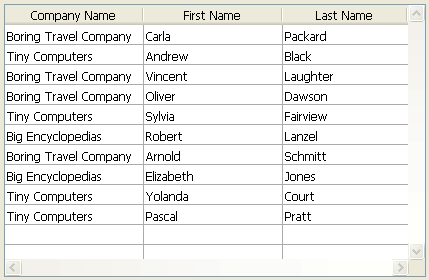 Company Name First Name Last Name
Boring Travel Company Carla Packard
Tiny Computers Andrew Black
Boring Travel Company Vincent Laughter
Boring Travel Company Oliver Dawson
Tiny Computers Sylvia Fairview
Big Encyclopedias Robert Lanzel
Boring Travel Company Arnold Schmitt
Big Encyclopedias Elizabeth Jones
Tiny Computers Yolanda Court
Tiny Computers Pascal Pratt